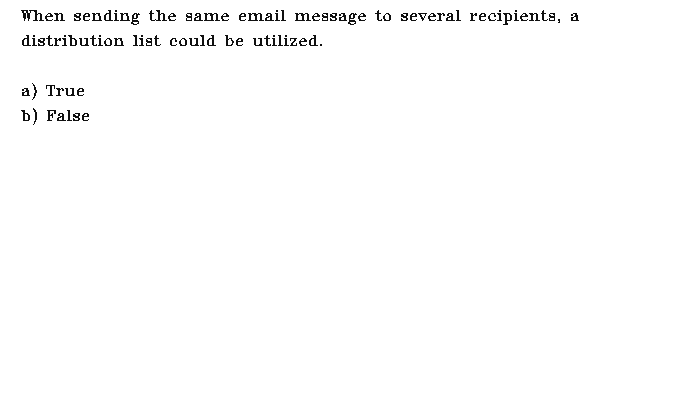 When sending the same email message to several recipients, a
distribution list could be utilized.
a) True
b) False